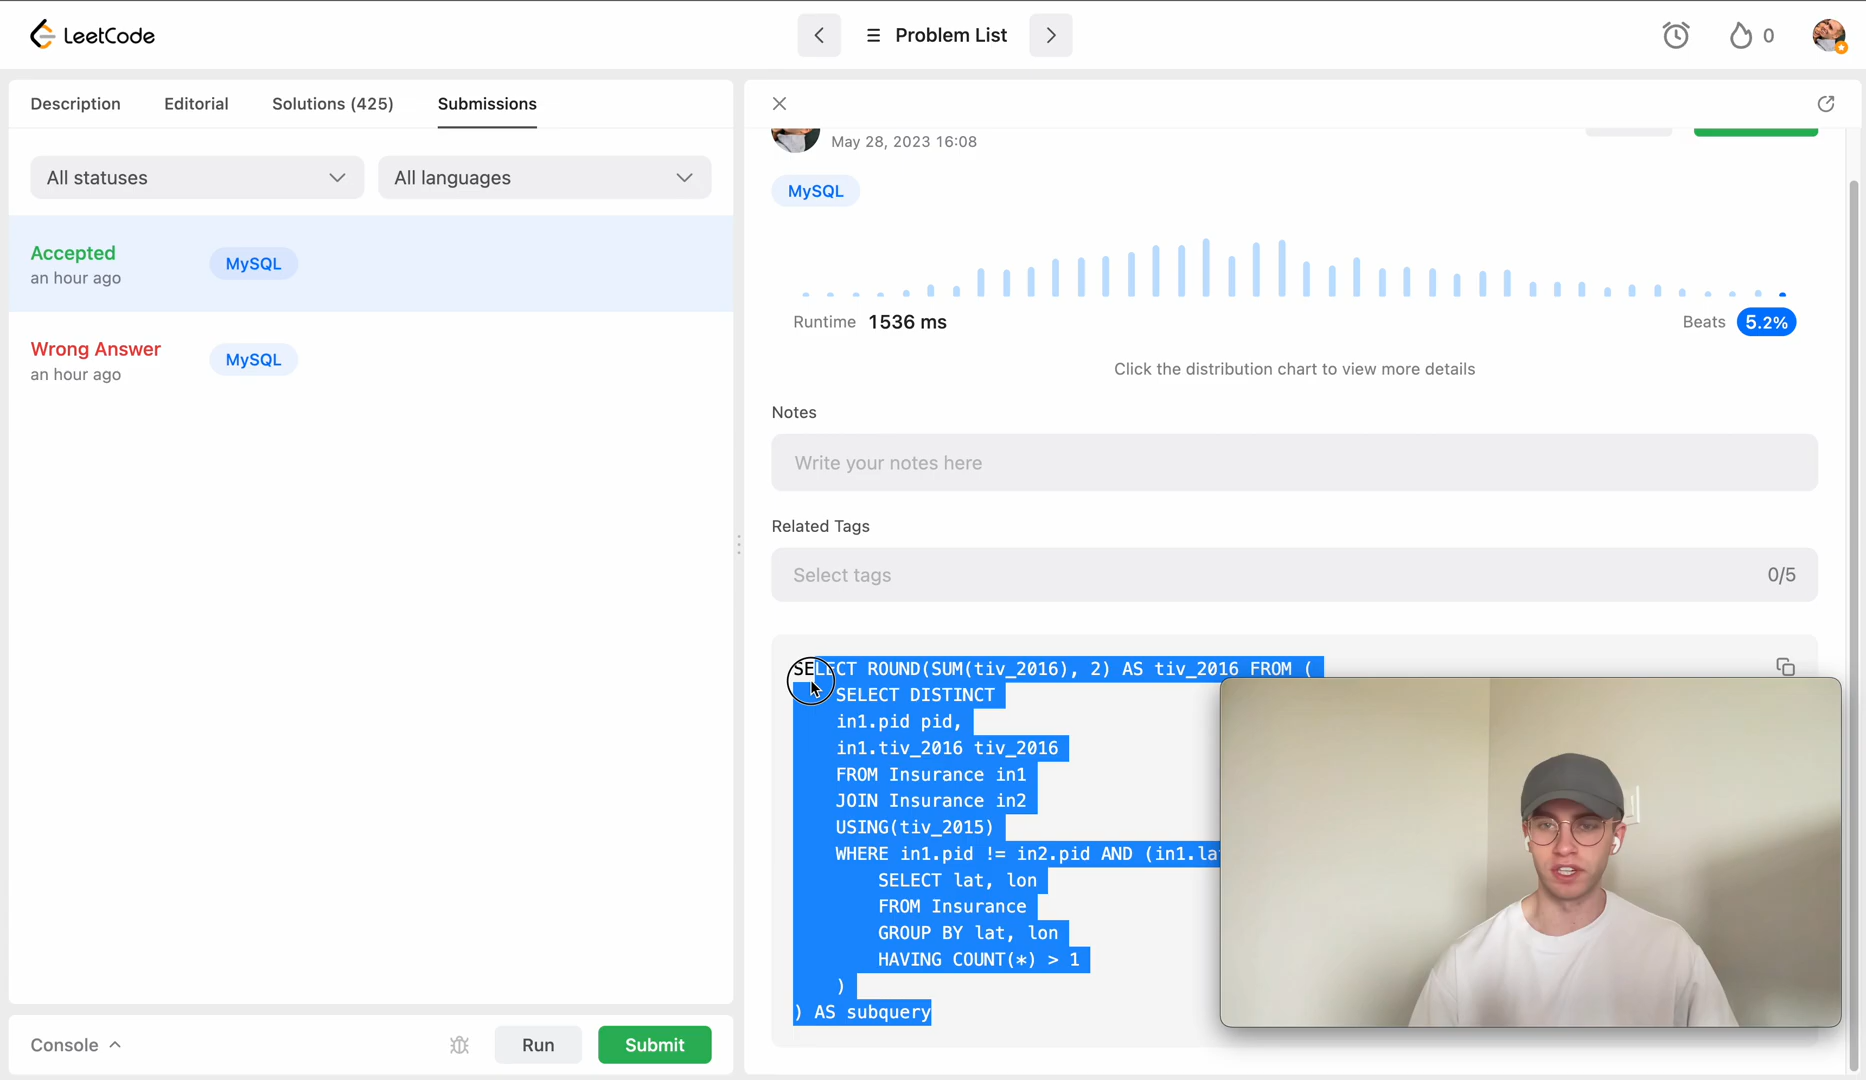 LeetCode
Problem List
0
Description
Editorial
Solutions (425)
Submissions
All statuses
All languages
Accepted
an hour ago
MySQL
Wrong Answer
an hour ago
MySQL
Console
Run
Submit
May 28, 2023 16:08
MySQL
Runtime 1536 ms
Beats 5.2%
Click the distribution chart to view more details
Notes
Write your notes here
Related Tags
Select tags
0/5
SELECT ROUND(SUM(tiv_2016), 2) AS tiv_2016 FROM (
SELECT DISTINCT
in1.pid pid,
in1.tiv_2016 tiv_2016
FROM Insurance in1
JOIN Insurance in2
USING(tiv_2015)
WHERE in1.pid != in2.pid AND (in1.la
SELECT lat, lon
FROM Insurance
GROUP BY lat, lon
HAVING COUNT(*) > 1
)
) AS subquery